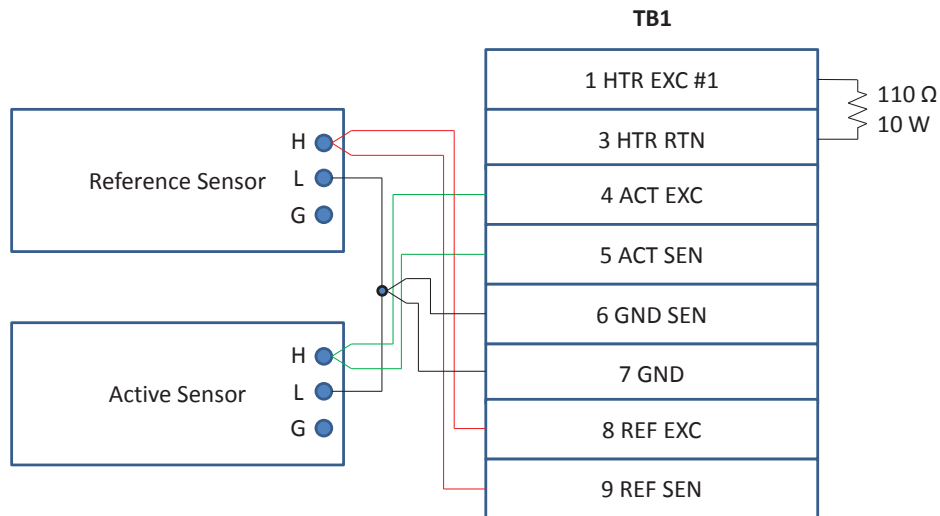 TB1
1 HTR EXC #1
110 Ω
10 W
3 HTR RTN
4 ACT EXC
5 ACT SEN
6 GND SEN
7 GND
8 REF EXC
9 REF SEN
Reference Sensor
H
L
G
Active Sensor
H
L
G